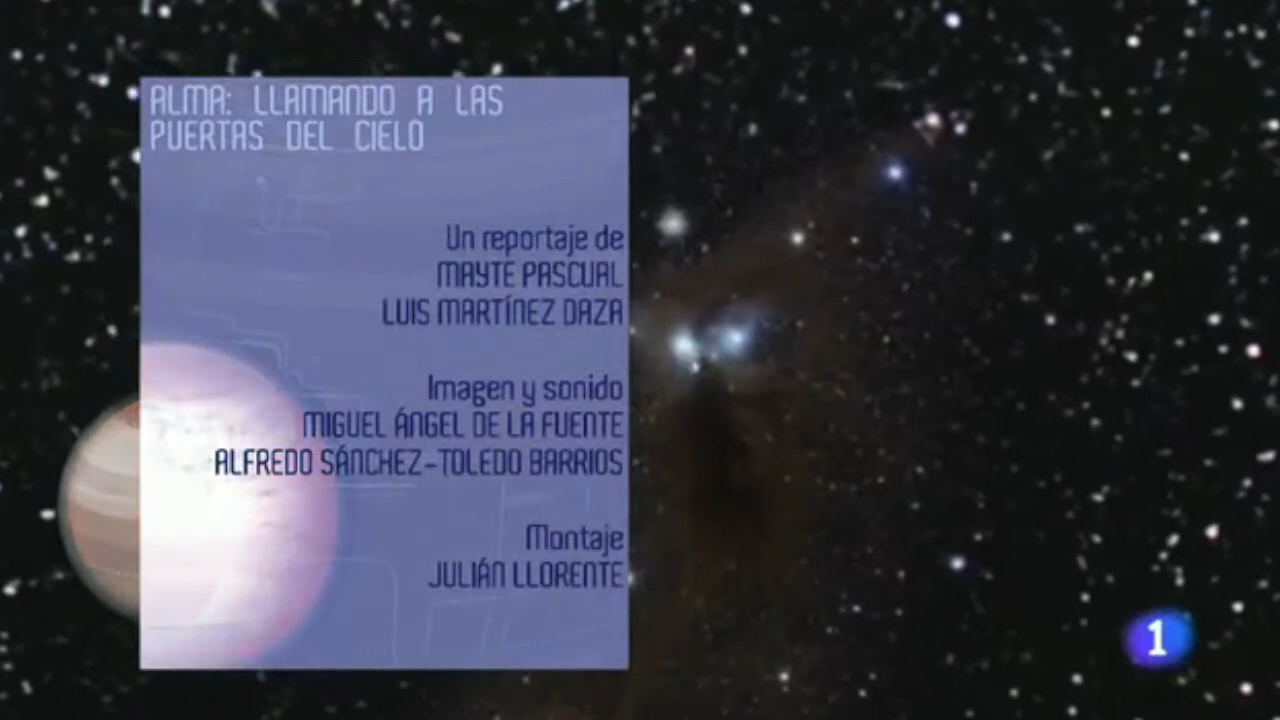 ALMA: LLAMANDO A LAS
PUERTAS DEL CIELO
Un reportaje de
MAYTE PASCUAL
LUIS MARTÍNEZ DAZA
Imagen y sonido
MIGUEL ÁNGEL DE LA FUENTE
ALFREDO SÁNCHEZ-TOLEDO BARRIOS
Montaje
JULIÁN LLORENTE
1